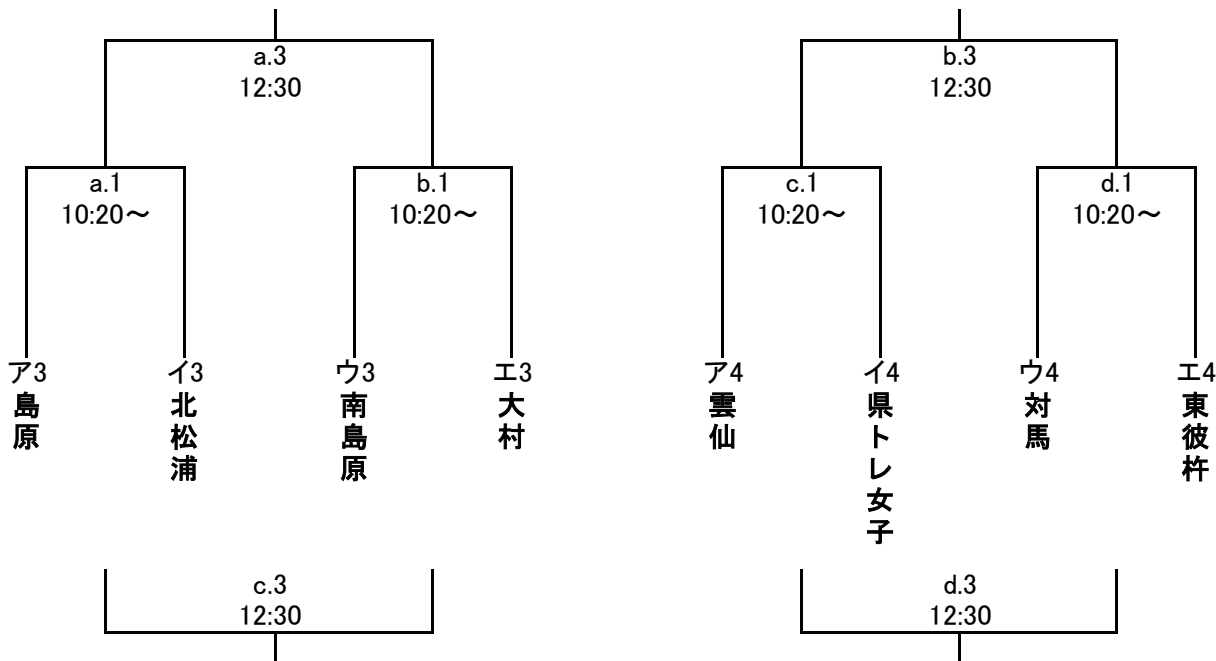 a.3
12:30
b.3
12:30
a.1
10:20～
b.1
10:20～
c.1
10:20～
d.1
10:20～
ア3
島原
イ3
北松浦
ウ3
南島原
エ3
大村
ア4
雲仙
イ4
県トレ女子
ウ4
対馬
エ4
東彼杵
c.3
12:30
d.3
12:30